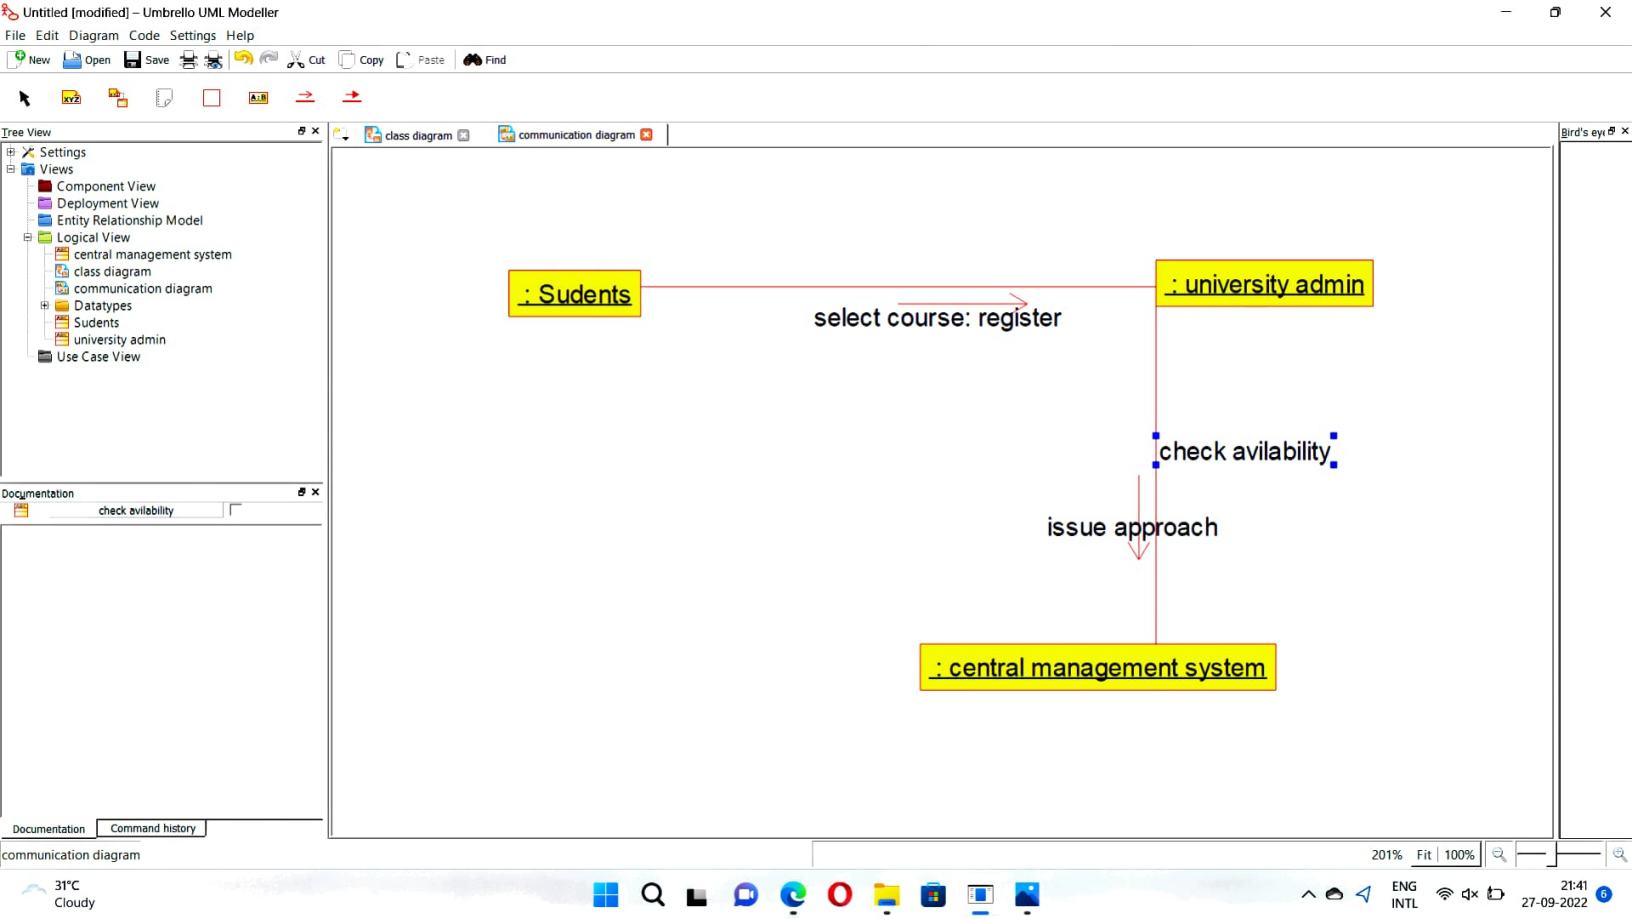 Untitled [modified] – Umbrello UML Modeller
File Edit Diagram Code Settings Help
New Open Save Cut Copy Paste Find
XYZ A:B
Tree View
class diagram communication diagram
Bird's eye
Settings
Views
Component View
Deployment View
Entity Relationship Model
Logical View
central management system
class diagram
communication diagram
Datatypes
Sudents
university admin
Use Case View
: Sudents
: university admin
select course: register
check avilability
issue approach
: central management system
Documentation
check avilability
Documentation Command history
communication diagram
201% Fit 100%
31°C
Cloudy
ENG
INTL
21:41
27-09-2022
6